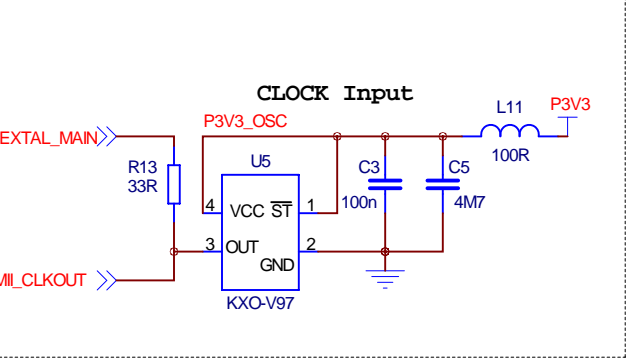 CLOCK Input
L11
P3V3
P3V3_OSC
EXTAL_MAIN
100R
R13
33R
U5
C3
C5
100n
4M7
4
VCC ST
1
3
OUT
2
GND
MII_CLKOUT
KXO-V97